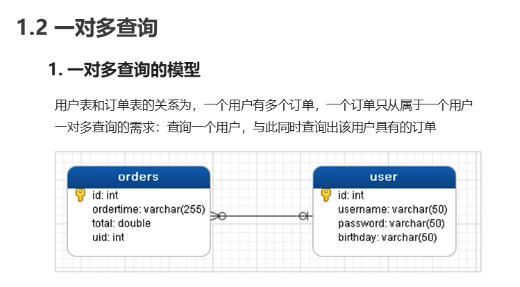 1.2 一对多查询
1. 一对多查询的模型
用户表和订单表的关系为，一个用户有多个订单，一个订单只从属于一个用户
一对多查询的需求：查询一个用户，与此同时查询出该用户具有的订单
orders
id: int
ordertime: varchar(255)
total: double
uid: int
user
id: int
username: varchar(50)
password: varchar(50)
birthday: varchar(50)